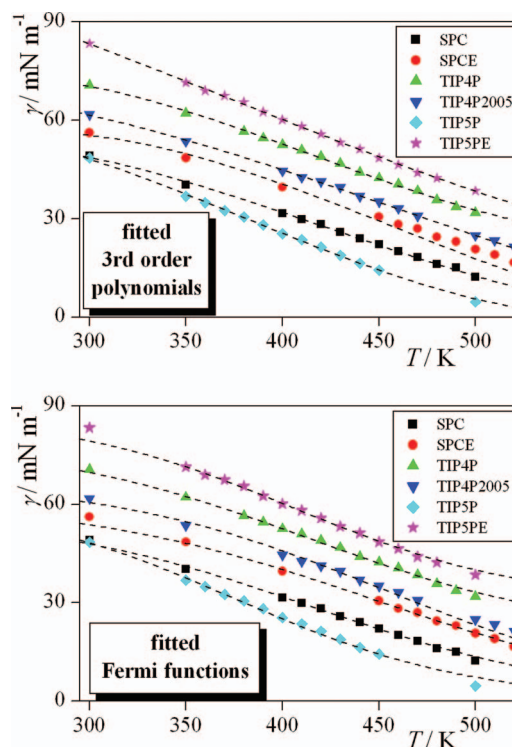 90
60
30
0
γ / mN m⁻¹
SPC
SPCE
TIP4P
TIP4P2005
TIP5P
TIP5PE
fitted
3rd order
polynomials
300 350 400 450 500
T / K
90
60
30
0
γ / mN m⁻¹
SPC
SPCE
TIP4P
TIP4P2005
TIP5P
TIP5PE
fitted
Fermi functions
300 350 400 450 500
T / K